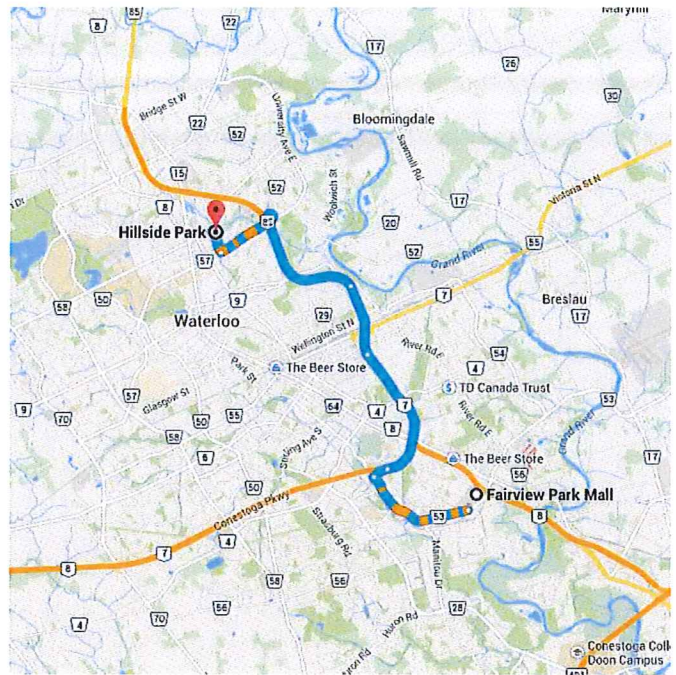 85
8
22
17
Maryhill
26
30
Bridge St W
22
52
University Ave E
Bloomingdale
Sawmill Rd
15
52
Woolwich St
17
Victoria St N
8
20
Hillside Park
52
55
57
Grand River
58
50
9
7
Breslau
17
Waterloo
29
Wellington St N
River Rd E
54
Park St
The Beer Store
4
TD Canada Trust
53
57
Glasgow St
9
70
50
55
64
4
7
River Rd E
58
8
Grand River
6
The Beer Store
56
17
50
Fairview Park Mall
Conestoga Pkwy
53
8
Strasburg Rd
7
4
Manitou Dr
8
58
56
56
28
4
70
Huron Rd
Conestoga Coll
Doon Campus